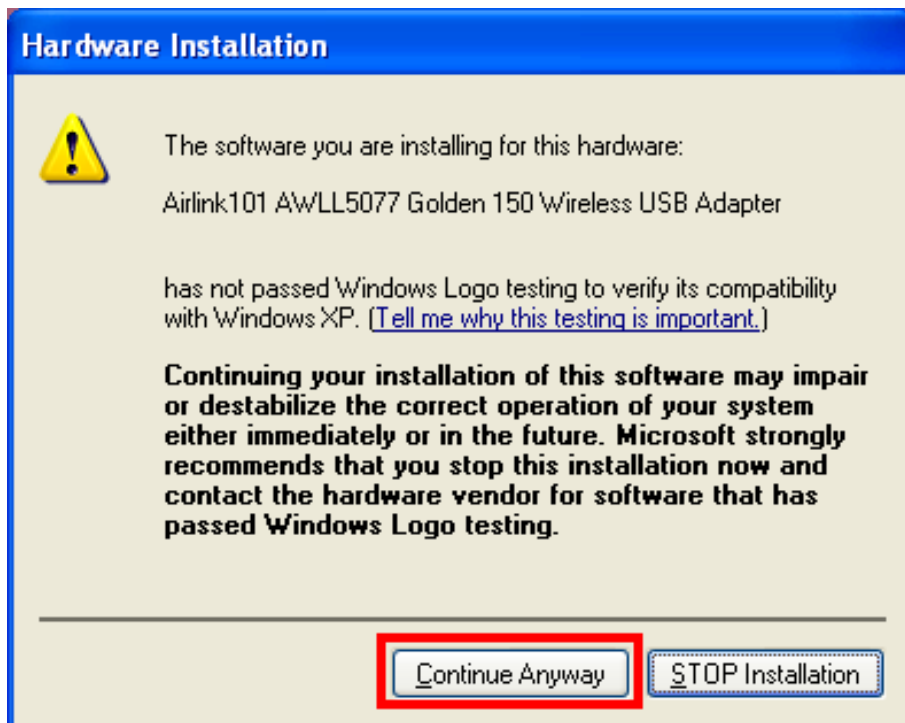 Hardware Installation
The software you are installing for this hardware:
Airlink101 AWLL5077 Golden 150 Wireless USB Adapter
has not passed Windows Logo testing to verify its compatibility
with Windows XP. (Tell me why this testing is important.)
Continuing your installation of this software may impair
or destabilize the correct operation of your system
either immediately or in the future. Microsoft strongly
recommends that you stop this installation now and
contact the hardware vendor for software that has
passed Windows Logo testing.
Continue Anyway STOP Installation